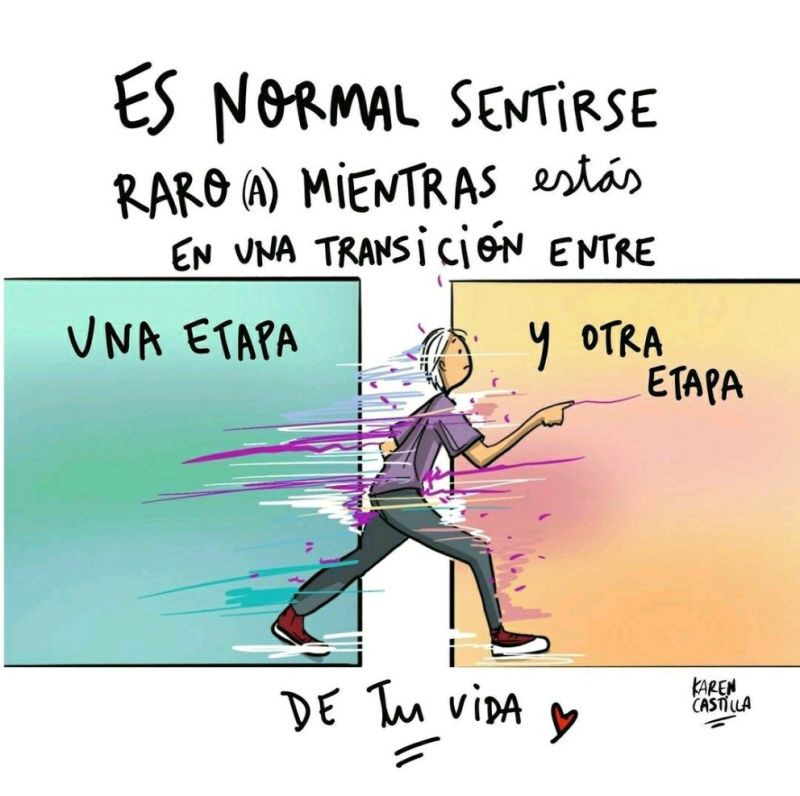 ES NORMAL SENTIRSE
RARO (A) MIENTRAS estás
EN UNA TRANSICIÓN ENTRE
UNA ETAPA
Y OTRA
ETAPA
DE Tu VIDA
KAREN
CASTILLA